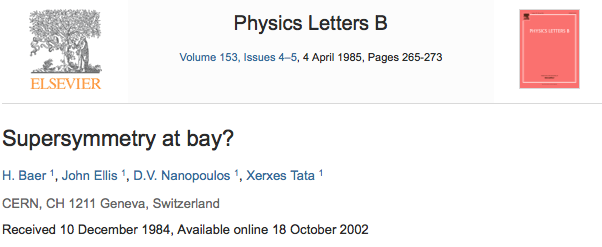 Physics Letters B
Volume 153, Issues 4–5, 4 April 1985, Pages 265-273
ELSEVIER
PHYSICS LETTERS B
Supersymmetry at bay?
H. Baer 1, John Ellis 1, D.V. Nanopoulos 1, Xerxes Tata 1
CERN, CH 1211 Geneva, Switzerland
Received 10 December 1984, Available online 18 October 2002